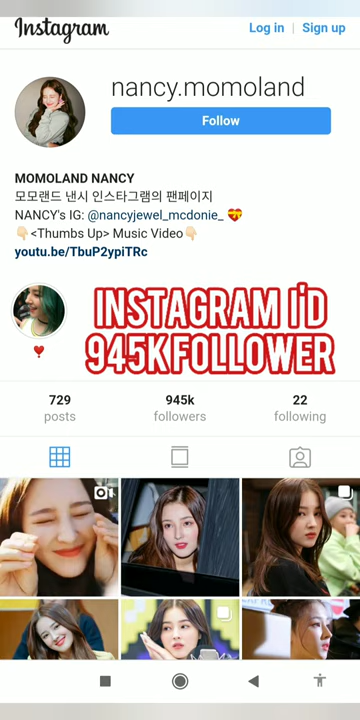 Instagram
Log in | Sign up
nancy.momoland
Follow
MOMOLAND NANCY
모모랜드 낸시 인스타그램의 팬페이지
NANCY's IG: @nancyjewel_mcdonie_ 💝
👇🏻<Thumbs Up> Music Video👇🏻
youtu.be/TbuP2ypiTRc
INSTAGRAM I'D
945K FOLLOWER
❣️
729 945k 22
posts followers following